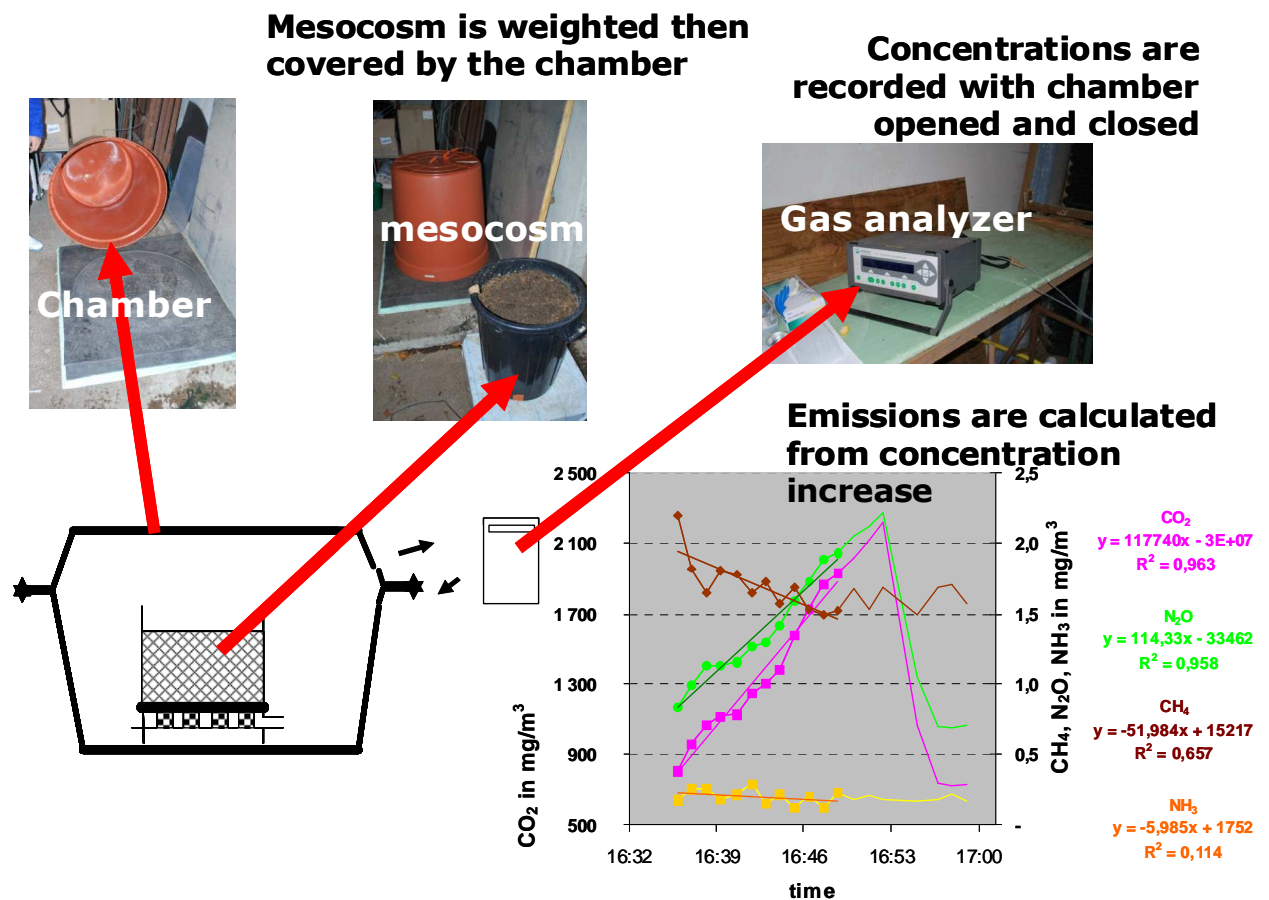 Mesocosm is weighted then
covered by the chamber
Concentrations are
recorded with chamber
opened and closed
Chamber
mesocosm
Gas analyzer
Emissions are calculated
from concentration
increase
2 500
2 100
1 700
1 300
900
500
CO₂ in mg/m³
2,5
2,0
1,5
1,0
0,5
-
CH₄, N₂O, NH₃ in mg/m³
16:32
16:39
16:46
16:53
17:00
time
CO₂
y = 117740x - 3E+07
R² = 0,963
N₂O
y = 114,33x - 33462
R² = 0,958
CH₄
y = -51,984x + 15217
R² = 0,657
NH₃
y = -5,985x + 1752
R² = 0,114